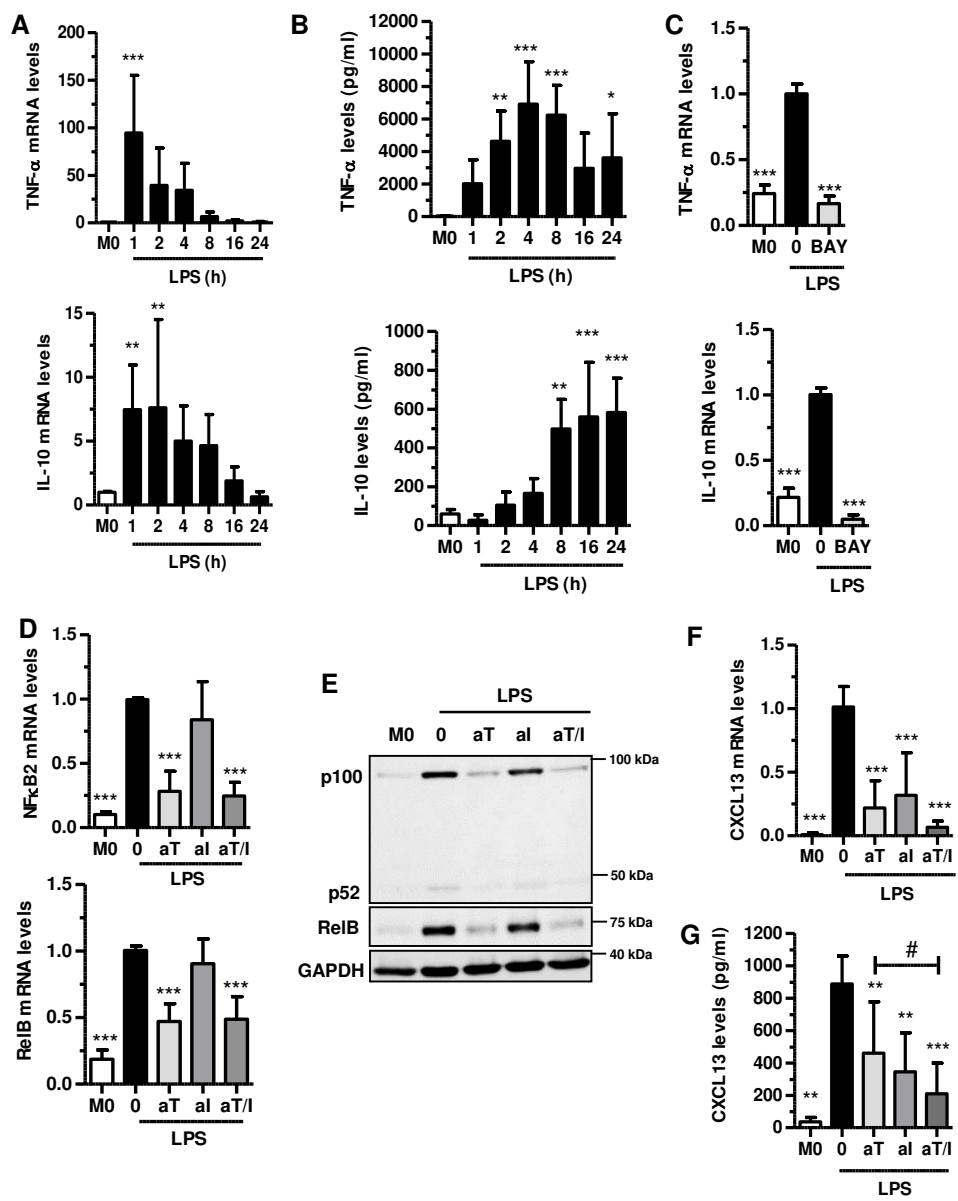 A
TNF-α mRNA levels
200
150
100
50
0
***
M0 1 2 4 8 16 24
LPS (h)
IL-10 mRNA levels
15
10
5
0
**
**
M0 1 2 4 8 16 24
LPS (h)
B
TNF-α levels (pg/ml)
12000
10000
8000
6000
4000
2000
0
**
***
***
*
M0 1 2 4 8 16 24
LPS (h)
IL-10 levels (pg/ml)
1000
800
600
400
200
0
**
***
***
M0 1 2 4 8 16 24
LPS (h)
C
TNF-α mRNA levels
1.5
1.0
0.5
0.0
***
***
M0 0 BAY
LPS
IL-10 mRNA levels
1.5
1.0
0.5
0.0
***
***
M0 0 BAY
LPS
D
NFκB2 mRNA levels
1.5
1.0
0.5
0.0
***
***
***
M0 0 aT aI aT/I
LPS
RelB mRNA levels
1.5
1.0
0.5
0.0
***
***
***
M0 0 aT aI aT/I
LPS
E
LPS
M0 0 aT aI aT/I
p100
100 kDa
p52
50 kDa
RelB
75 kDa
GAPDH
40 kDa
F
CXCL13 mRNA levels
1.5
1.0
0.5
0.0
***
***
***
***
M0 0 aT aI aT/I
LPS
G
CXCL13 levels (pg/ml)
1200
1000
800
600
400
200
0
**
**
**
***
#
M0 0 aT aI aT/I
LPS